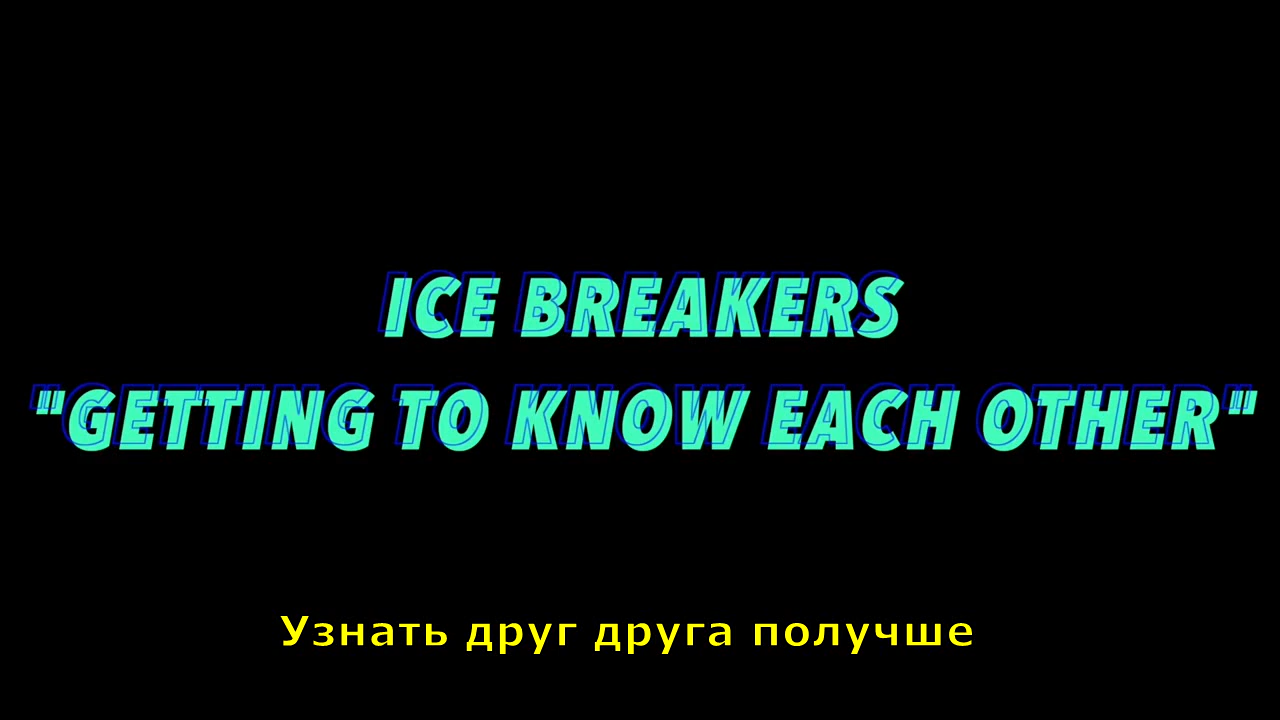 ICE BREAKERS
"GETTING TO KNOW EACH OTHER"
Узнать друг друга получше